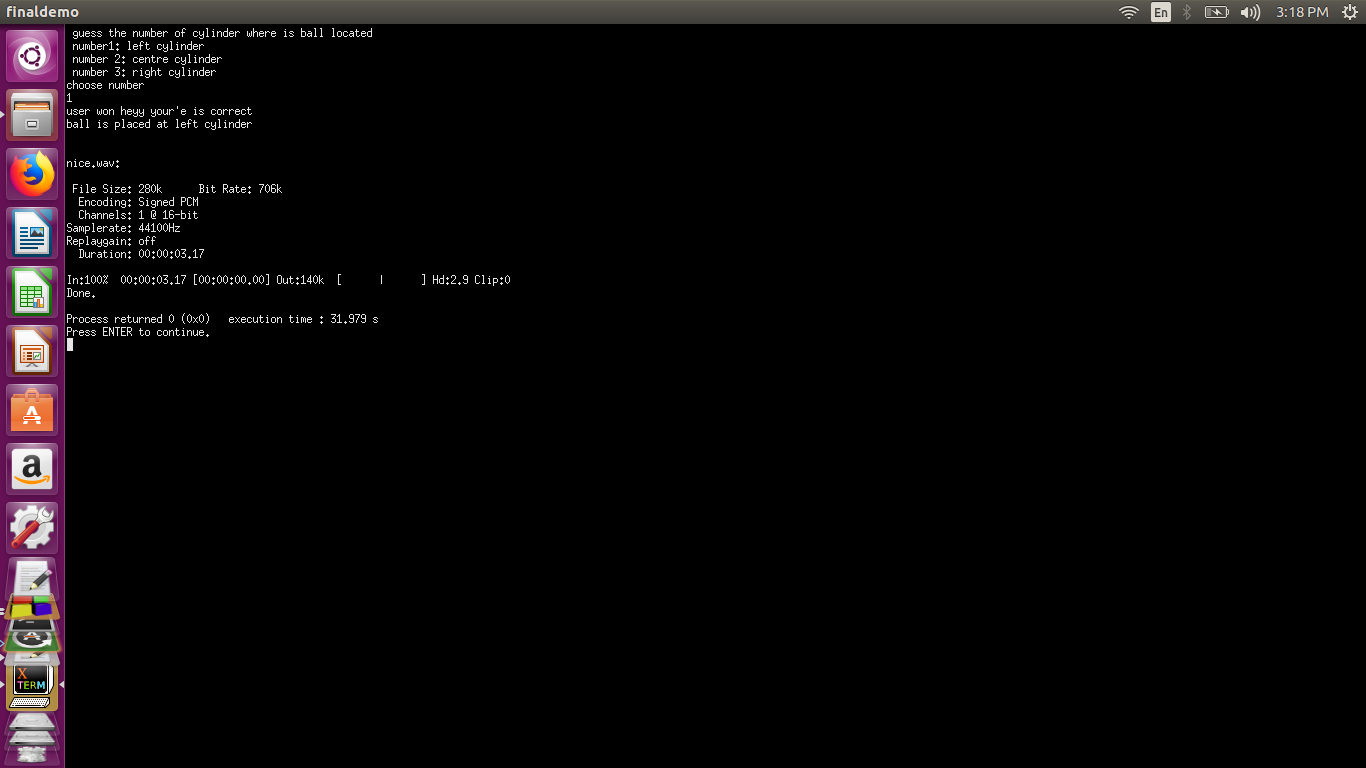 finaldemo
En
3:18 PM
guess the number of cylinder where is ball located
number1: left cylinder
number 2: centre cylinder
number 3: right cylinder
choose number
1
user won heyy your'e is correct
ball is placed at left cylinder
nice.wav:
File Size: 280k      Bit Rate: 706k
Encoding: Signed PCM
Channels: 1 @ 16-bit
Samplerate: 44100Hz
Replaygain: off
Duration: 00:00:03.17
In:100%  00:00:03.17 [00:00:00.00] Out:140k  [      |      ] Hd:2.9 Clip:0
Done.
Process returned 0 (0x0)   execution time : 31.979 s
Press ENTER to continue.
a
X
TERM